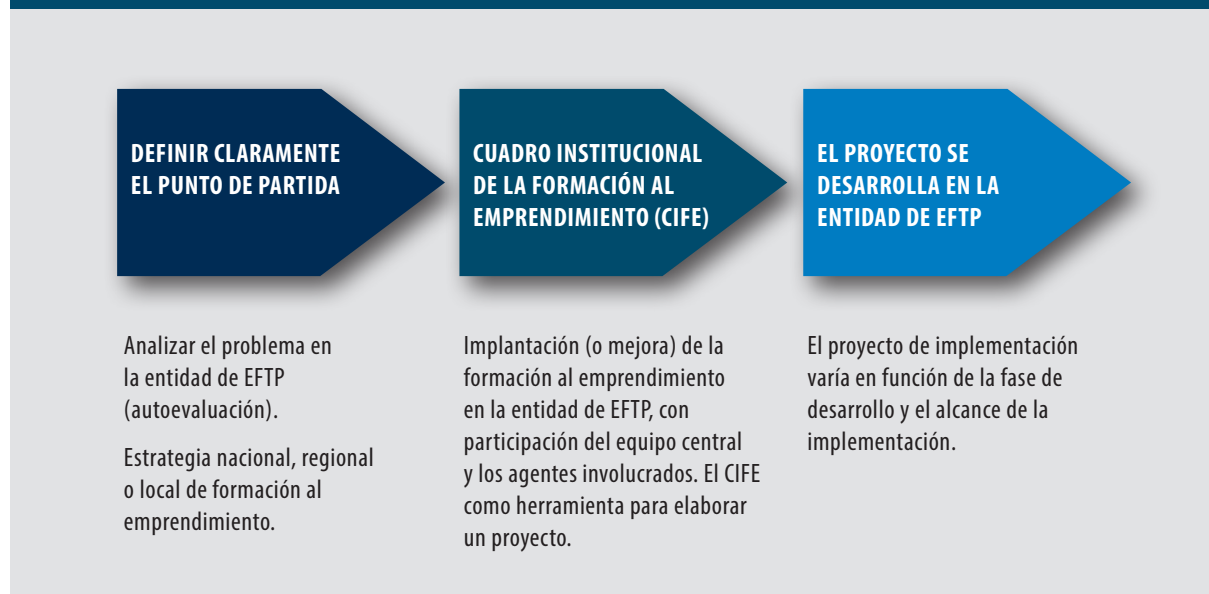 DEFINIR CLARAMENTE
EL PUNTO DE PARTIDA
CUADRO INSTITUCIONAL
DE LA FORMACIÓN AL
EMPRENDIMIENTO (CIFE)
EL PROYECTO SE
DESARROLLA EN LA
ENTIDAD DE EFTP
Analizar el problema en
la entidad de EFTP
(autoevaluación).
Estrategia nacional, regional
o local de formación al
emprendimiento.
Implantación (o mejora) de la
formación al emprendimiento
en la entidad de EFTP, con
participación del equipo central
y los agentes involucrados. El CIFE
como herramienta para elaborar
un proyecto.
El proyecto de implementación
varía en función de la fase de
desarrollo y el alcance de la
implementación.